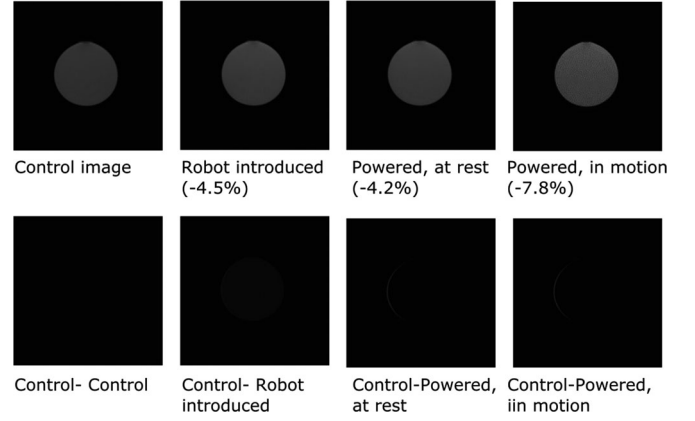 Control image
Robot introduced
(-4.5%)
Powered, at rest
(-4.2%)
Powered, in motion
(-7.8%)
Control- Control
Control- Robot
introduced
Control-Powered,
at rest
Control-Powered,
iin motion